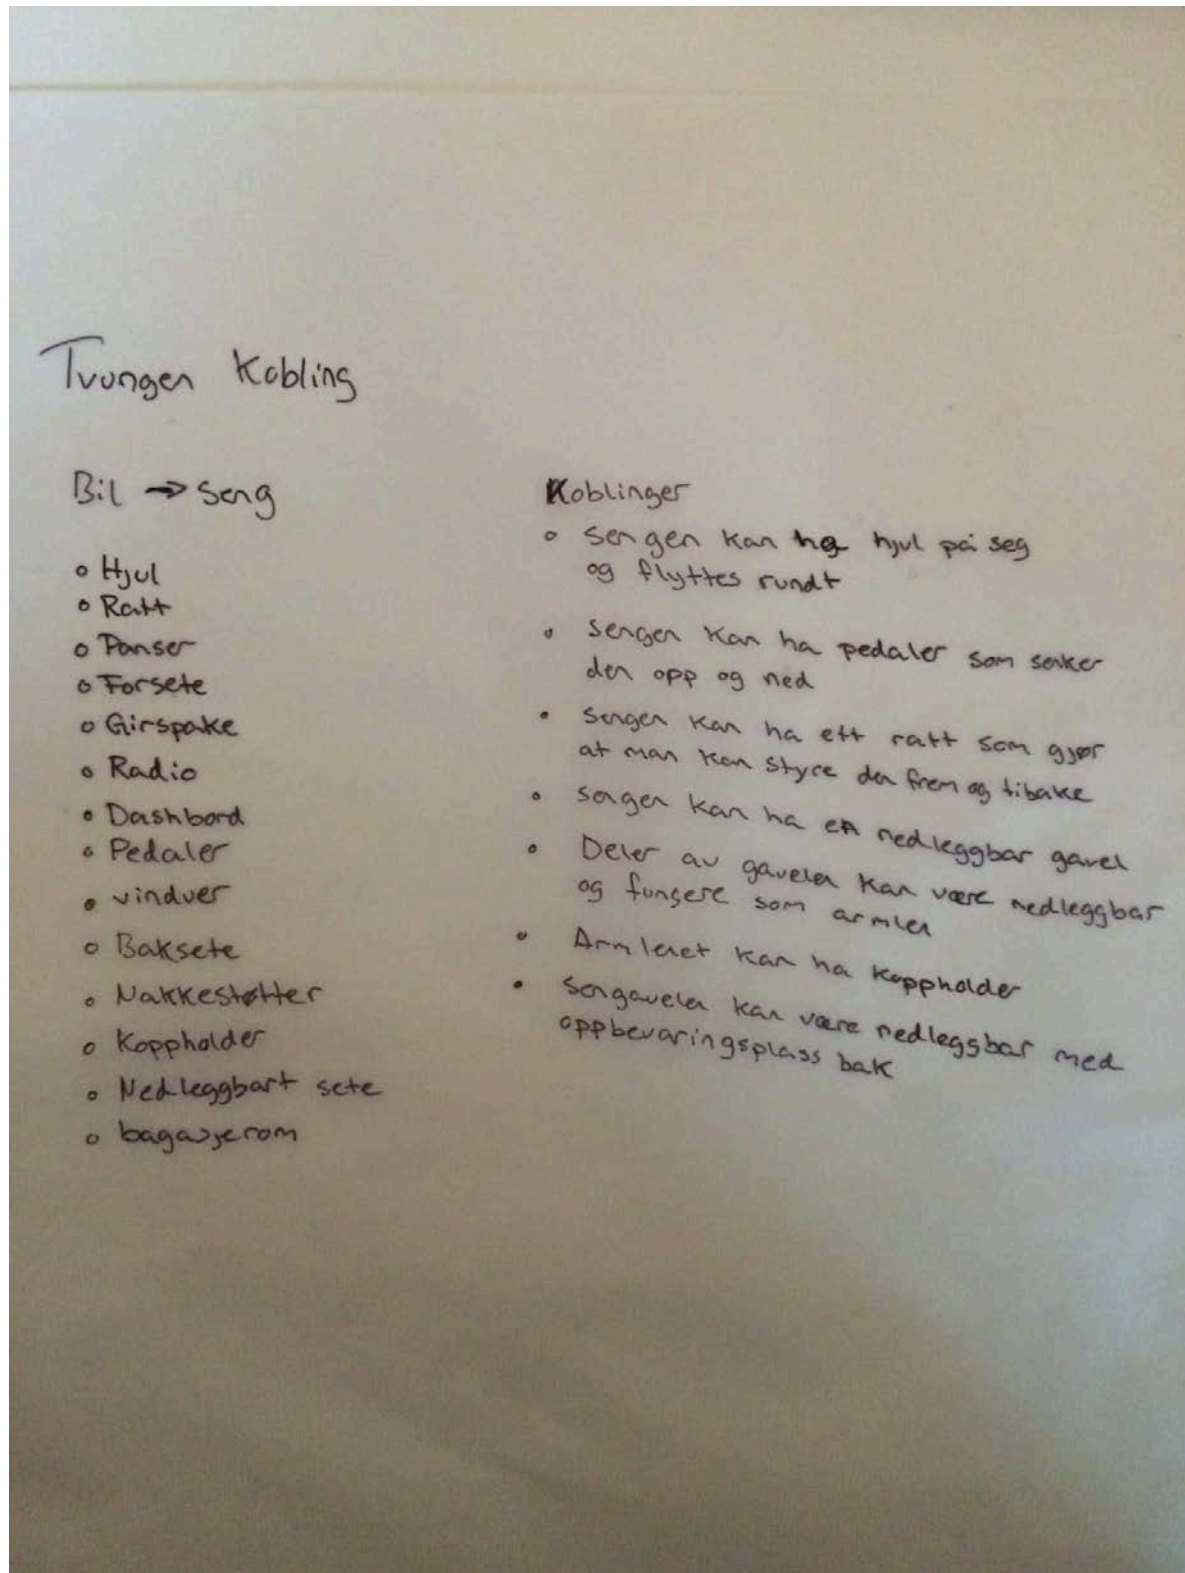 Tvungen Kobling
Bil → Seng
• Hjul
• Ratt
• Panser
• Forsete
• Girspake
• Radio
• Dashbord
• Pedaler
• vinduer
• Baksete
• Nakkestøtter
• Koppholder
• Nedleggbart sete
• bagasjerom
Koblinger
• Sengen kan ha hjul på seg
og flyttes rundt
• Sengen kan ha pedaler som senker
den opp og ned
• Sengen kan ha ett ratt som gjør
at man kan styre den frem og tibake
• Sengen kan ha en nedleggbar gavel
• Deler av gavelen kan være nedleggbar
og fungere som armlen
• Armlenet kan ha koppholder
• Sengavelen kan være nedleggbar med
oppbevaringsplass bak